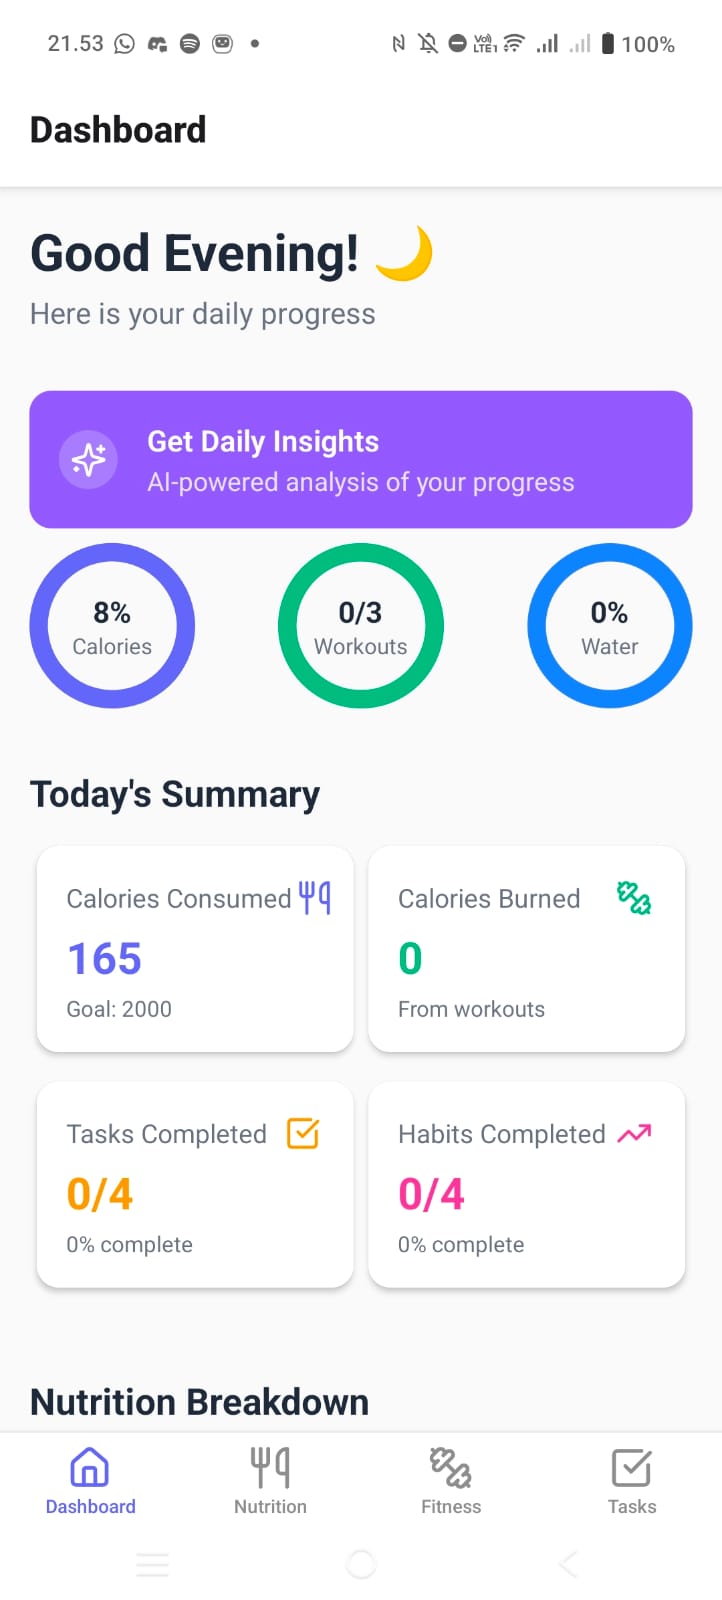 21.53
Vo)
LTE1
100%
Dashboard
Good Evening!
Here is your daily progress
Get Daily Insights
AI-powered analysis of your progress
8%
Calories
0/3
Workouts
0%
Water
Today's Summary
Calories Consumed
165
Goal: 2000
Calories Burned
0
From workouts
Tasks Completed
0/4
0% complete
Habits Completed
0/4
0% complete
Nutrition Breakdown
Dashboard
Nutrition
Fitness
Tasks